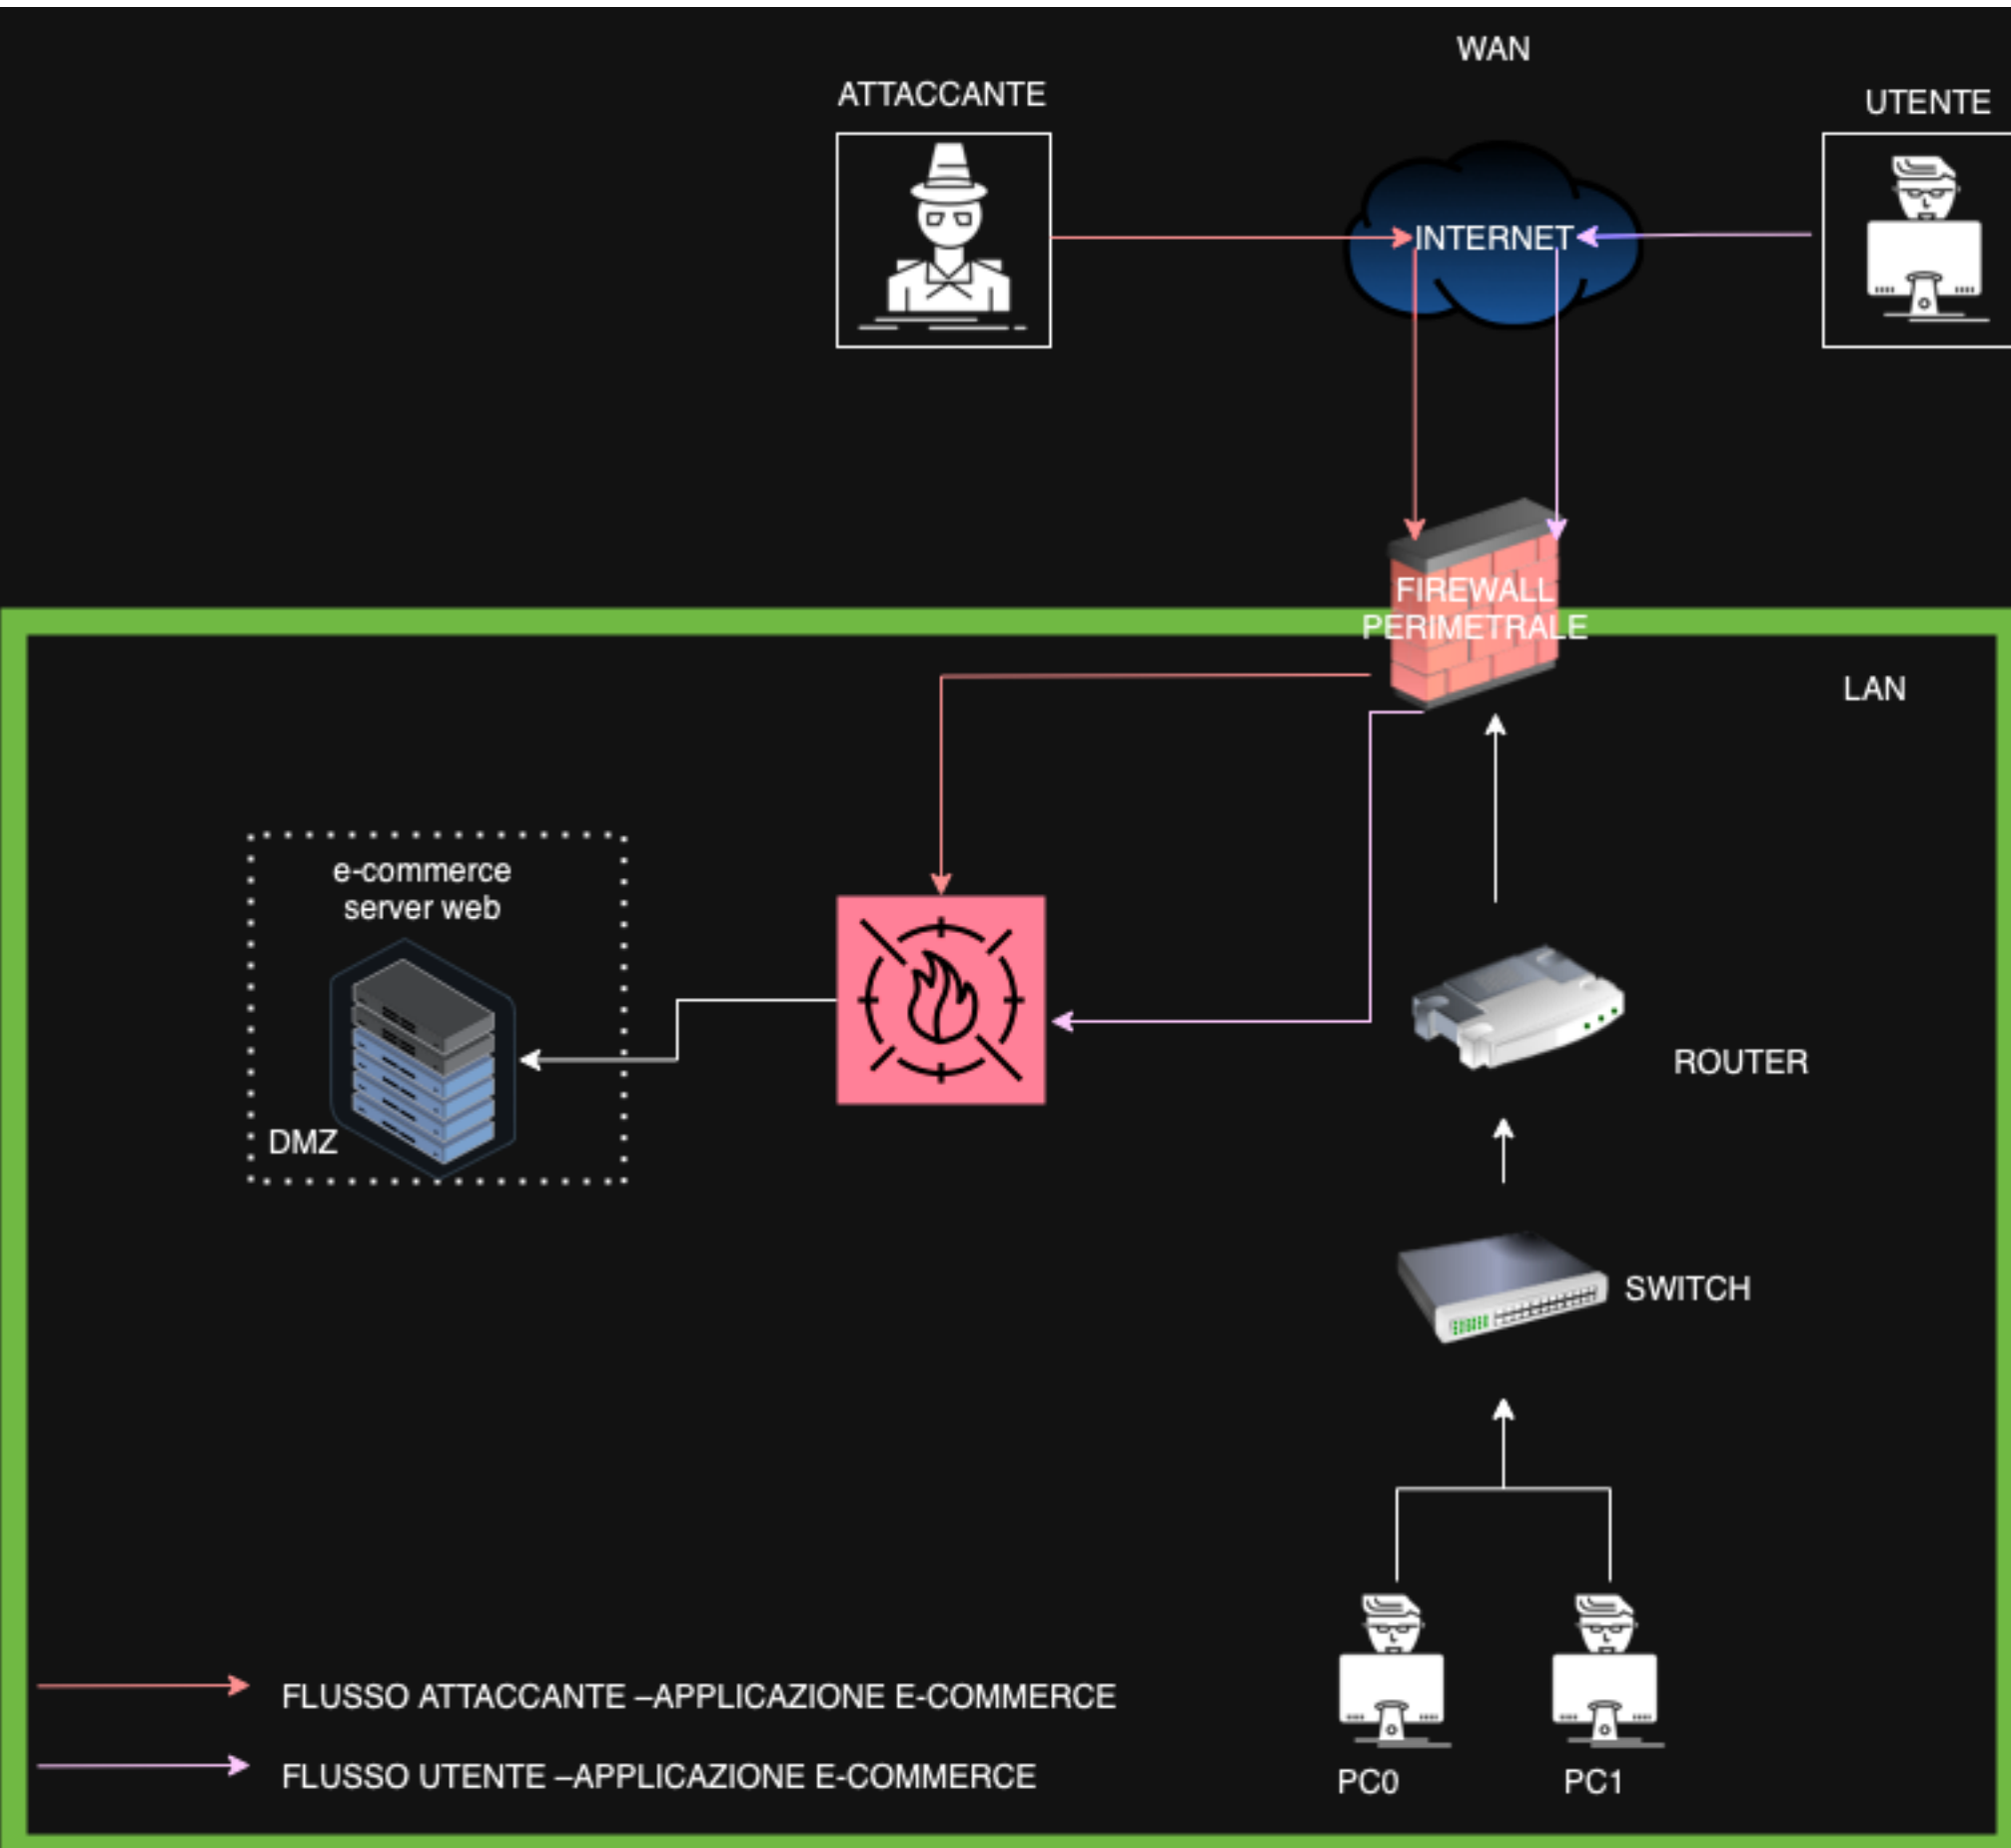 WAN
ATTACCANTE
UTENTE
INTERNET
FIREWALL
PERIMETRALE
LAN
e-commerce
server web
DMZ
ROUTER
SWITCH
FLUSSO ATTACCANTE –APPLICAZIONE E-COMMERCE
FLUSSO UTENTE –APPLICAZIONE E-COMMERCE
PC0
PC1